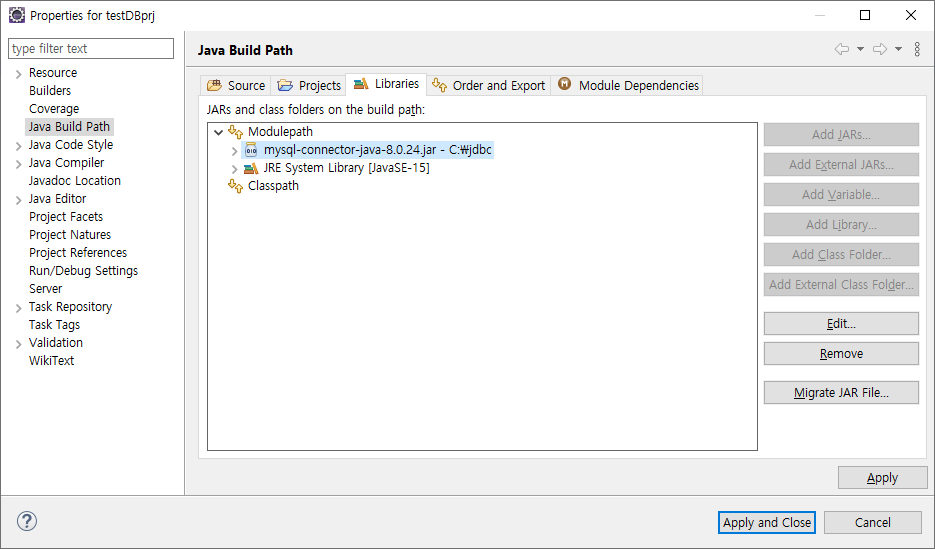 Properties for testDBprj
type filter text
Resource
Builders
Coverage
Java Build Path
Java Code Style
Java Compiler
Javadoc Location
Java Editor
Project Facets
Project Natures
Project References
Run/Debug Settings
Server
Task Repository
Task Tags
Validation
WikiText
Java Build Path
Source Projects Libraries Order and Export Module Dependencies
JARs and class folders on the build path:
Modulepath
mysql-connector-java-8.0.24.jar - C:₩jdbc
JRE System Library [JavaSE-15]
Classpath
Add JARs...
Add External JARs...
Add Variable...
Add Library...
Add Class Folder...
Add External Class Folder...
Edit...
Remove
Migrate JAR File...
Apply
Apply and Close Cancel